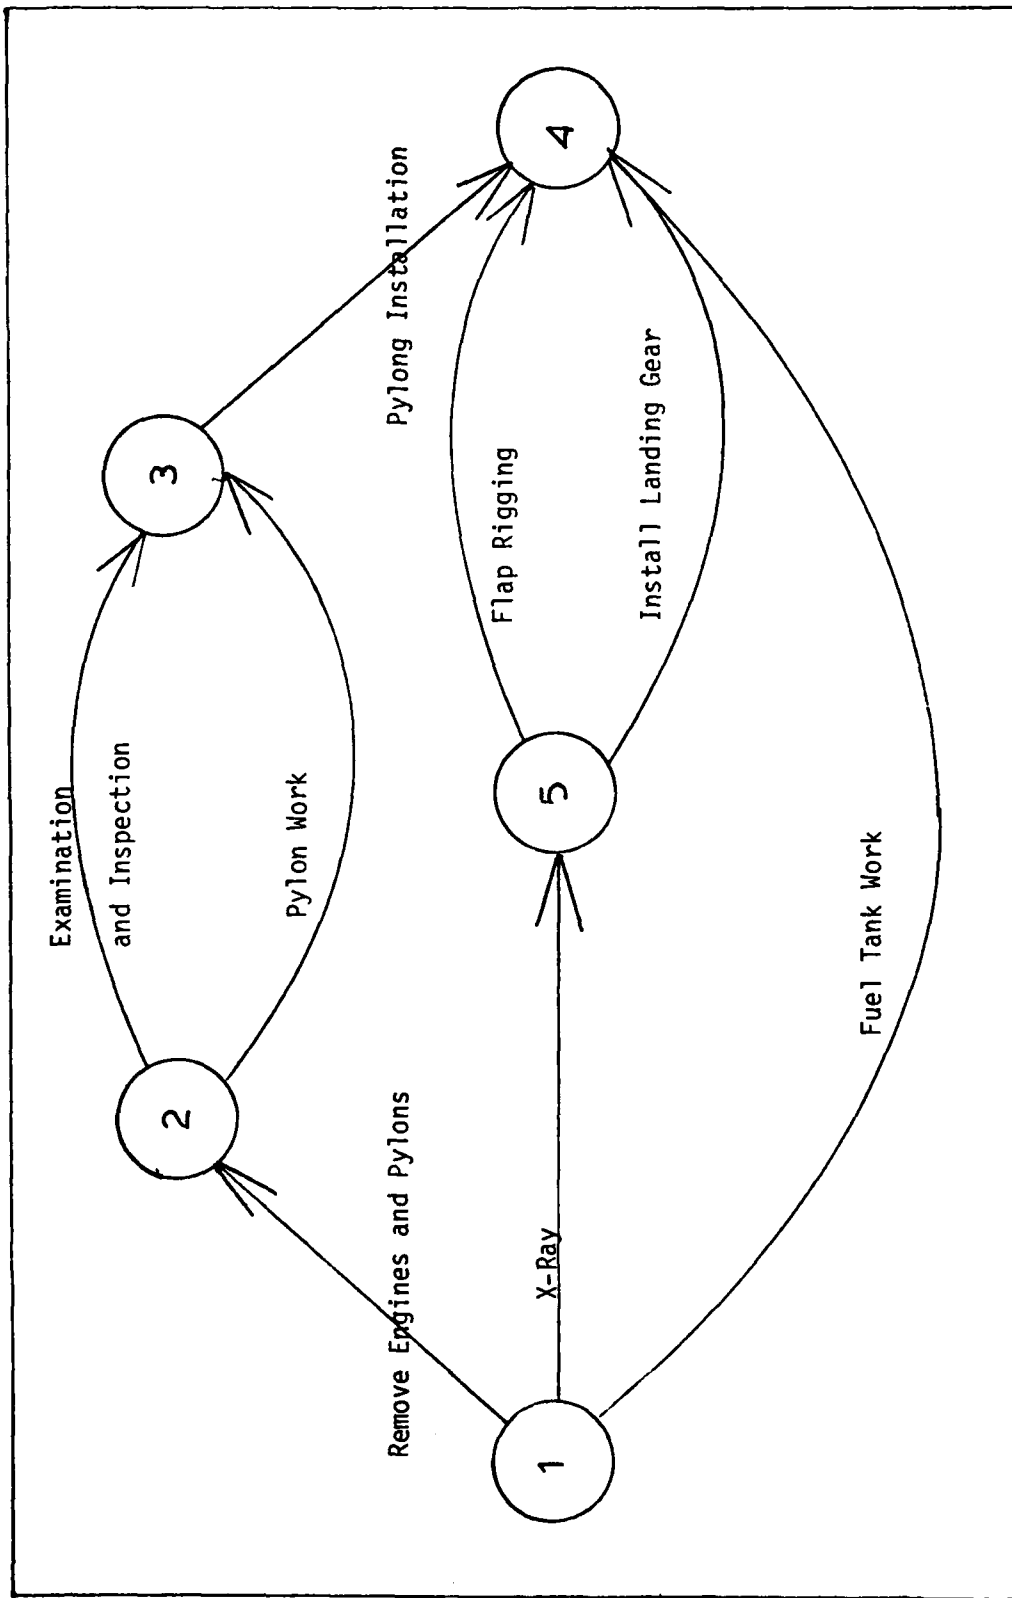 Examination
and Inspection
3
2
Pylon Work
Remove Engines and Pylons
Pylong Installation
Flap Rigging
4
5
1
X-Ray
Install Landing Gear
Fuel Tank Work